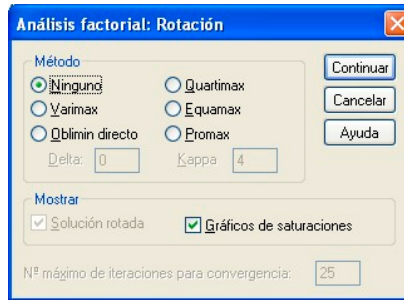 Análisis factorial: Rotación
Método
Ninguno
Quartimax
Varimax
Equamax
Oblimin directo
Promax
Delta: 0
Kappa 4
Continuar
Cancelar
Ayuda
Mostrar
Solución rotada
Gráficos de saturaciones
Nº máximo de iteraciones para convergencia: 25